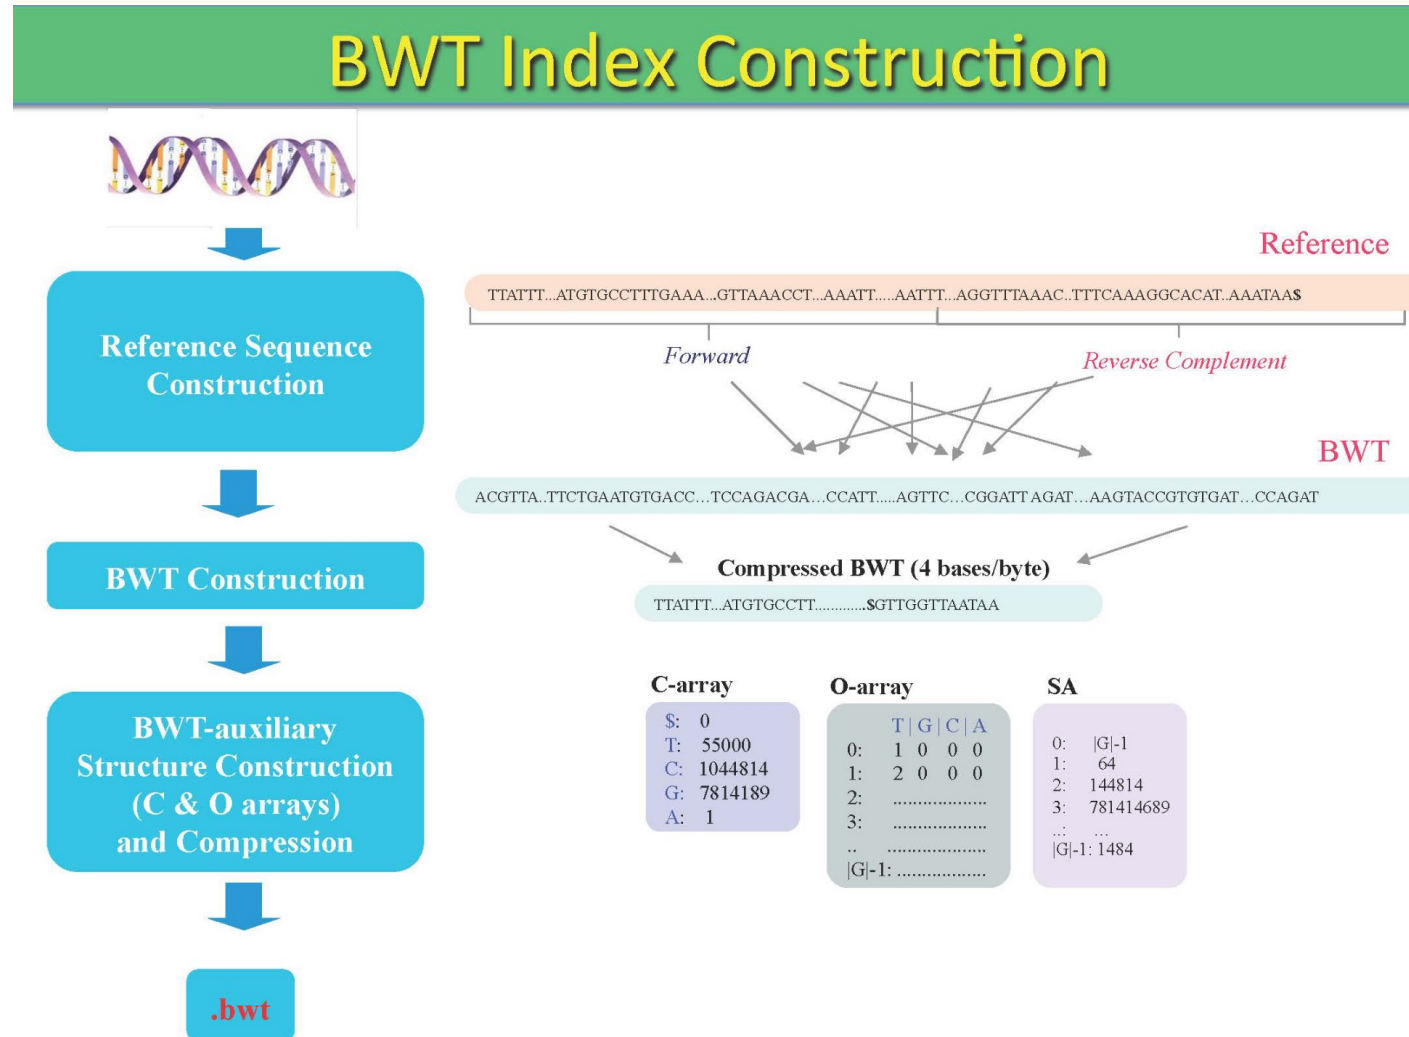 BWT Index Construction
Reference Sequence
Construction
BWT Construction
BWT-auxiliary
Structure Construction
(C & O arrays)
and Compression
.bwt
Reference
TTATTT...ATGTGCCTTTGAAA...GTTAAACCT...AAATT.....AATTT...AGGTTTAAAC..TTTCAAAGGCACAT..AAATAA$
Forward
Reverse Complement
BWT
ACGTTA..TTCTGAATGTGACC...TCCAGACGA...CCATT.....AGTTC...CGGATT AGAT...AAGTACCGTGTGAT...CCAGAT
Compressed BWT (4 bases/byte)
TTATTT...ATGTGCCTT.............$GTTGGTTAATAA
C-array
$: 0
T: 55000
C: 1044814
G: 7814189
A: 1
O-array
T | G | C | A
0: 1 0 0 0
1: 2 0 0 0
2: ...................
3: ...................
.. ....................
|G|-1: ..................
SA
0: |G|-1
1: 64
2: 144814
3: 781414689
..: ...
|G|-1: 1484